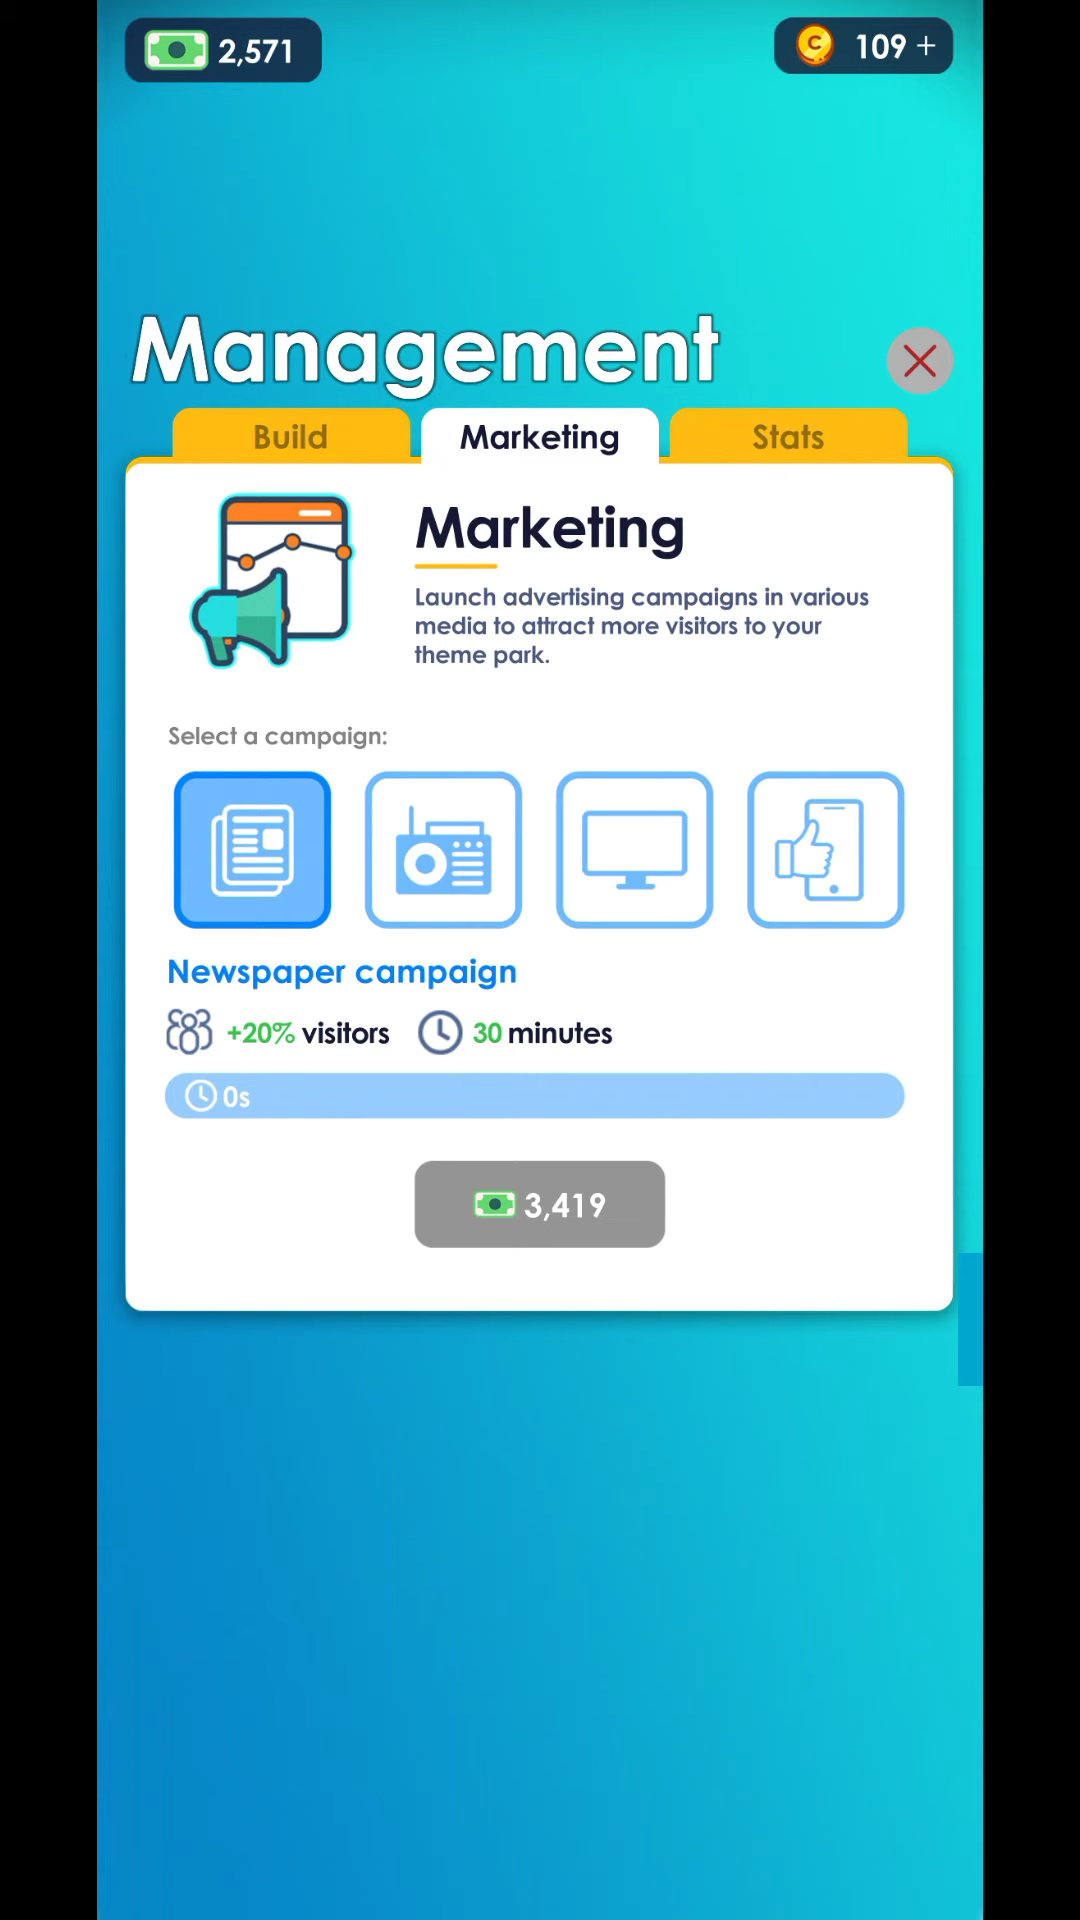 2,571
109 +
Management
Build
Marketing
Stats
Marketing
Launch advertising campaigns in various
media to attract more visitors to your
theme park.
Select a campaign:
Newspaper campaign
+20% visitors
30 minutes
0s
3,419